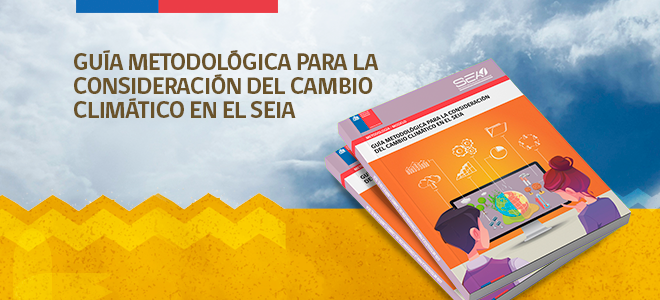 GUÍA METODOLÓGICA PARA LA
CONSIDERACIÓN DEL CAMBIO
CLIMÁTICO EN EL SEIA
SEA
GUÍA METODOLÓGICA PARA LA CONSIDERACIÓN
DEL CAMBIO CLIMÁTICO EN EL SEIA